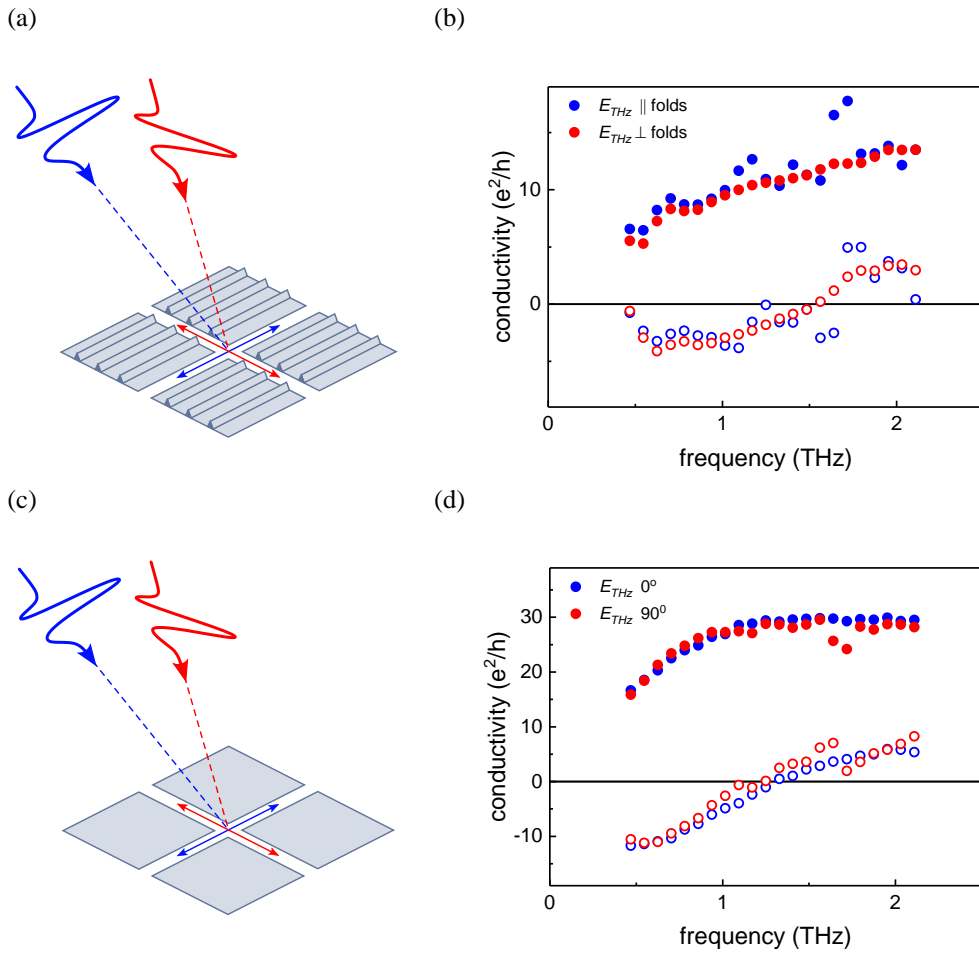 (a)
(b)
E_THz ∥ folds
E_THz ⊥ folds
10
0
conductivity (e²/h)
0
1
2
frequency (THz)
(c)
(d)
E_THz 0°
E_THz 90⁰
30
20
10
0
-10
conductivity (e²/h)
0
1
2
frequency (THz)